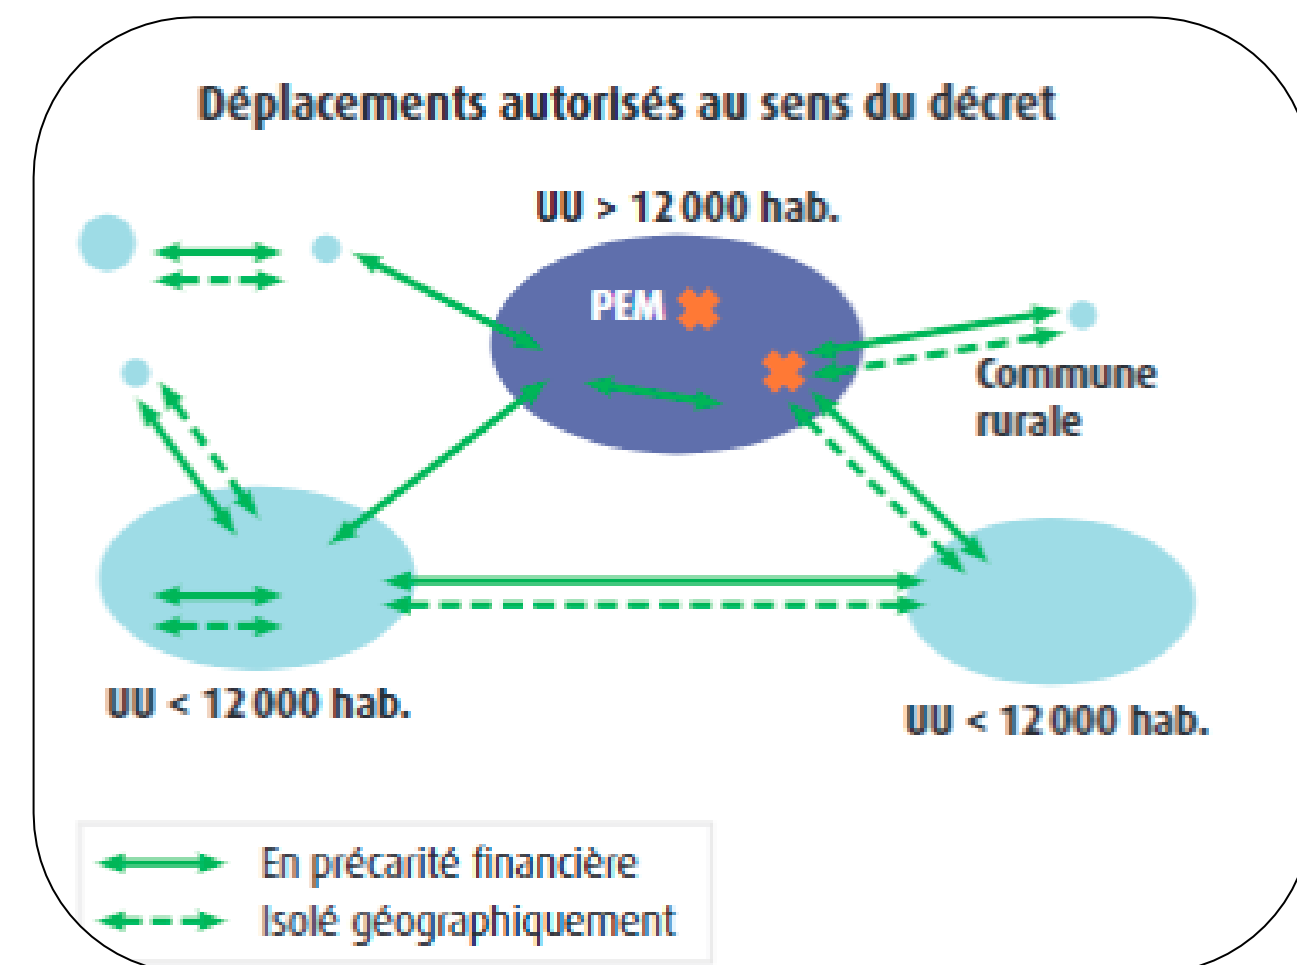 Déplacements autorisés au sens du décret
UU > 12 000 hab.
PEM
Commune
rurale
UU < 12 000 hab.
UU < 12 000 hab.
En précarité financière
Isolé géographiquement